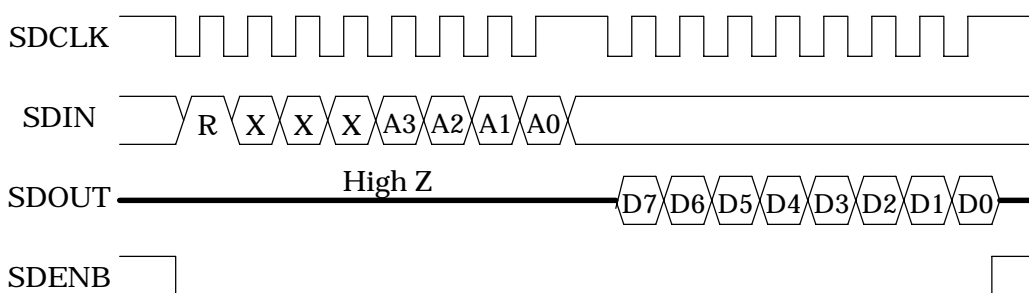 SDCLK
SDIN R X X X A3 A2 A1 A0
High Z
SDOUT D7 D6 D5 D4 D3 D2 D1 D0
SDENB